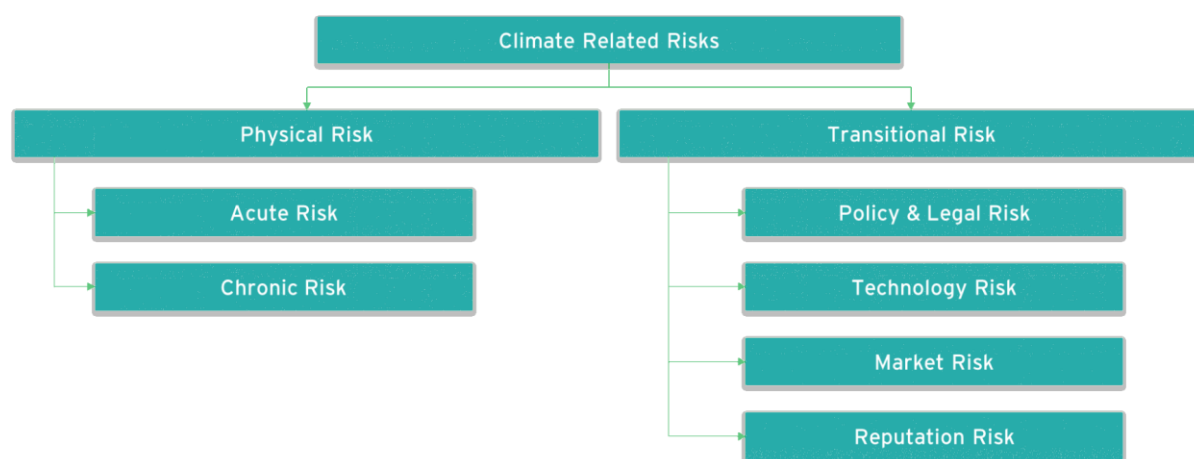 Climate Related Risks
Physical Risk
Acute Risk
Chronic Risk
Transitional Risk
Policy & Legal Risk
Technology Risk
Market Risk
Reputation Risk